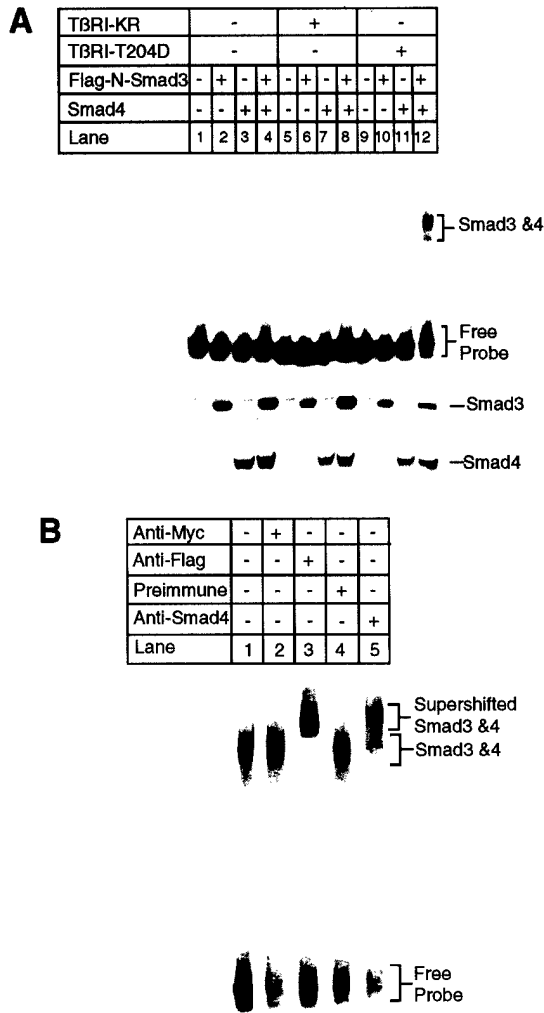 A
TßRI-KR - + -
TßRI-T204D - - +
Flag-N-Smad3 - + - + - + - + - + - +
Smad4 - - + + - - + + - - + +
Lane 1 2 3 4 5 6 7 8 9 10 11 12
Smad3 &4
Free
Probe
Smad3
Smad4
B
Anti-Myc - + - - -
Anti-Flag - - + - -
Preimmune - - - + -
Anti-Smad4 - - - - +
Lane 1 2 3 4 5
Supershifted
Smad3 &4
Smad3 &4
Free
Probe